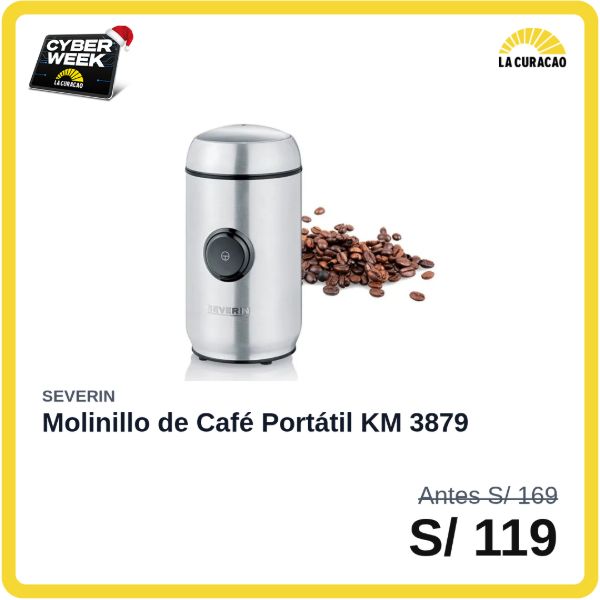 CYBER
WEEK
LA CURACAO
LA CURACAO
SEVERIN
SEVERIN
Molinillo de Café Portátil KM 3879
Antes S/ 169
S/ 119